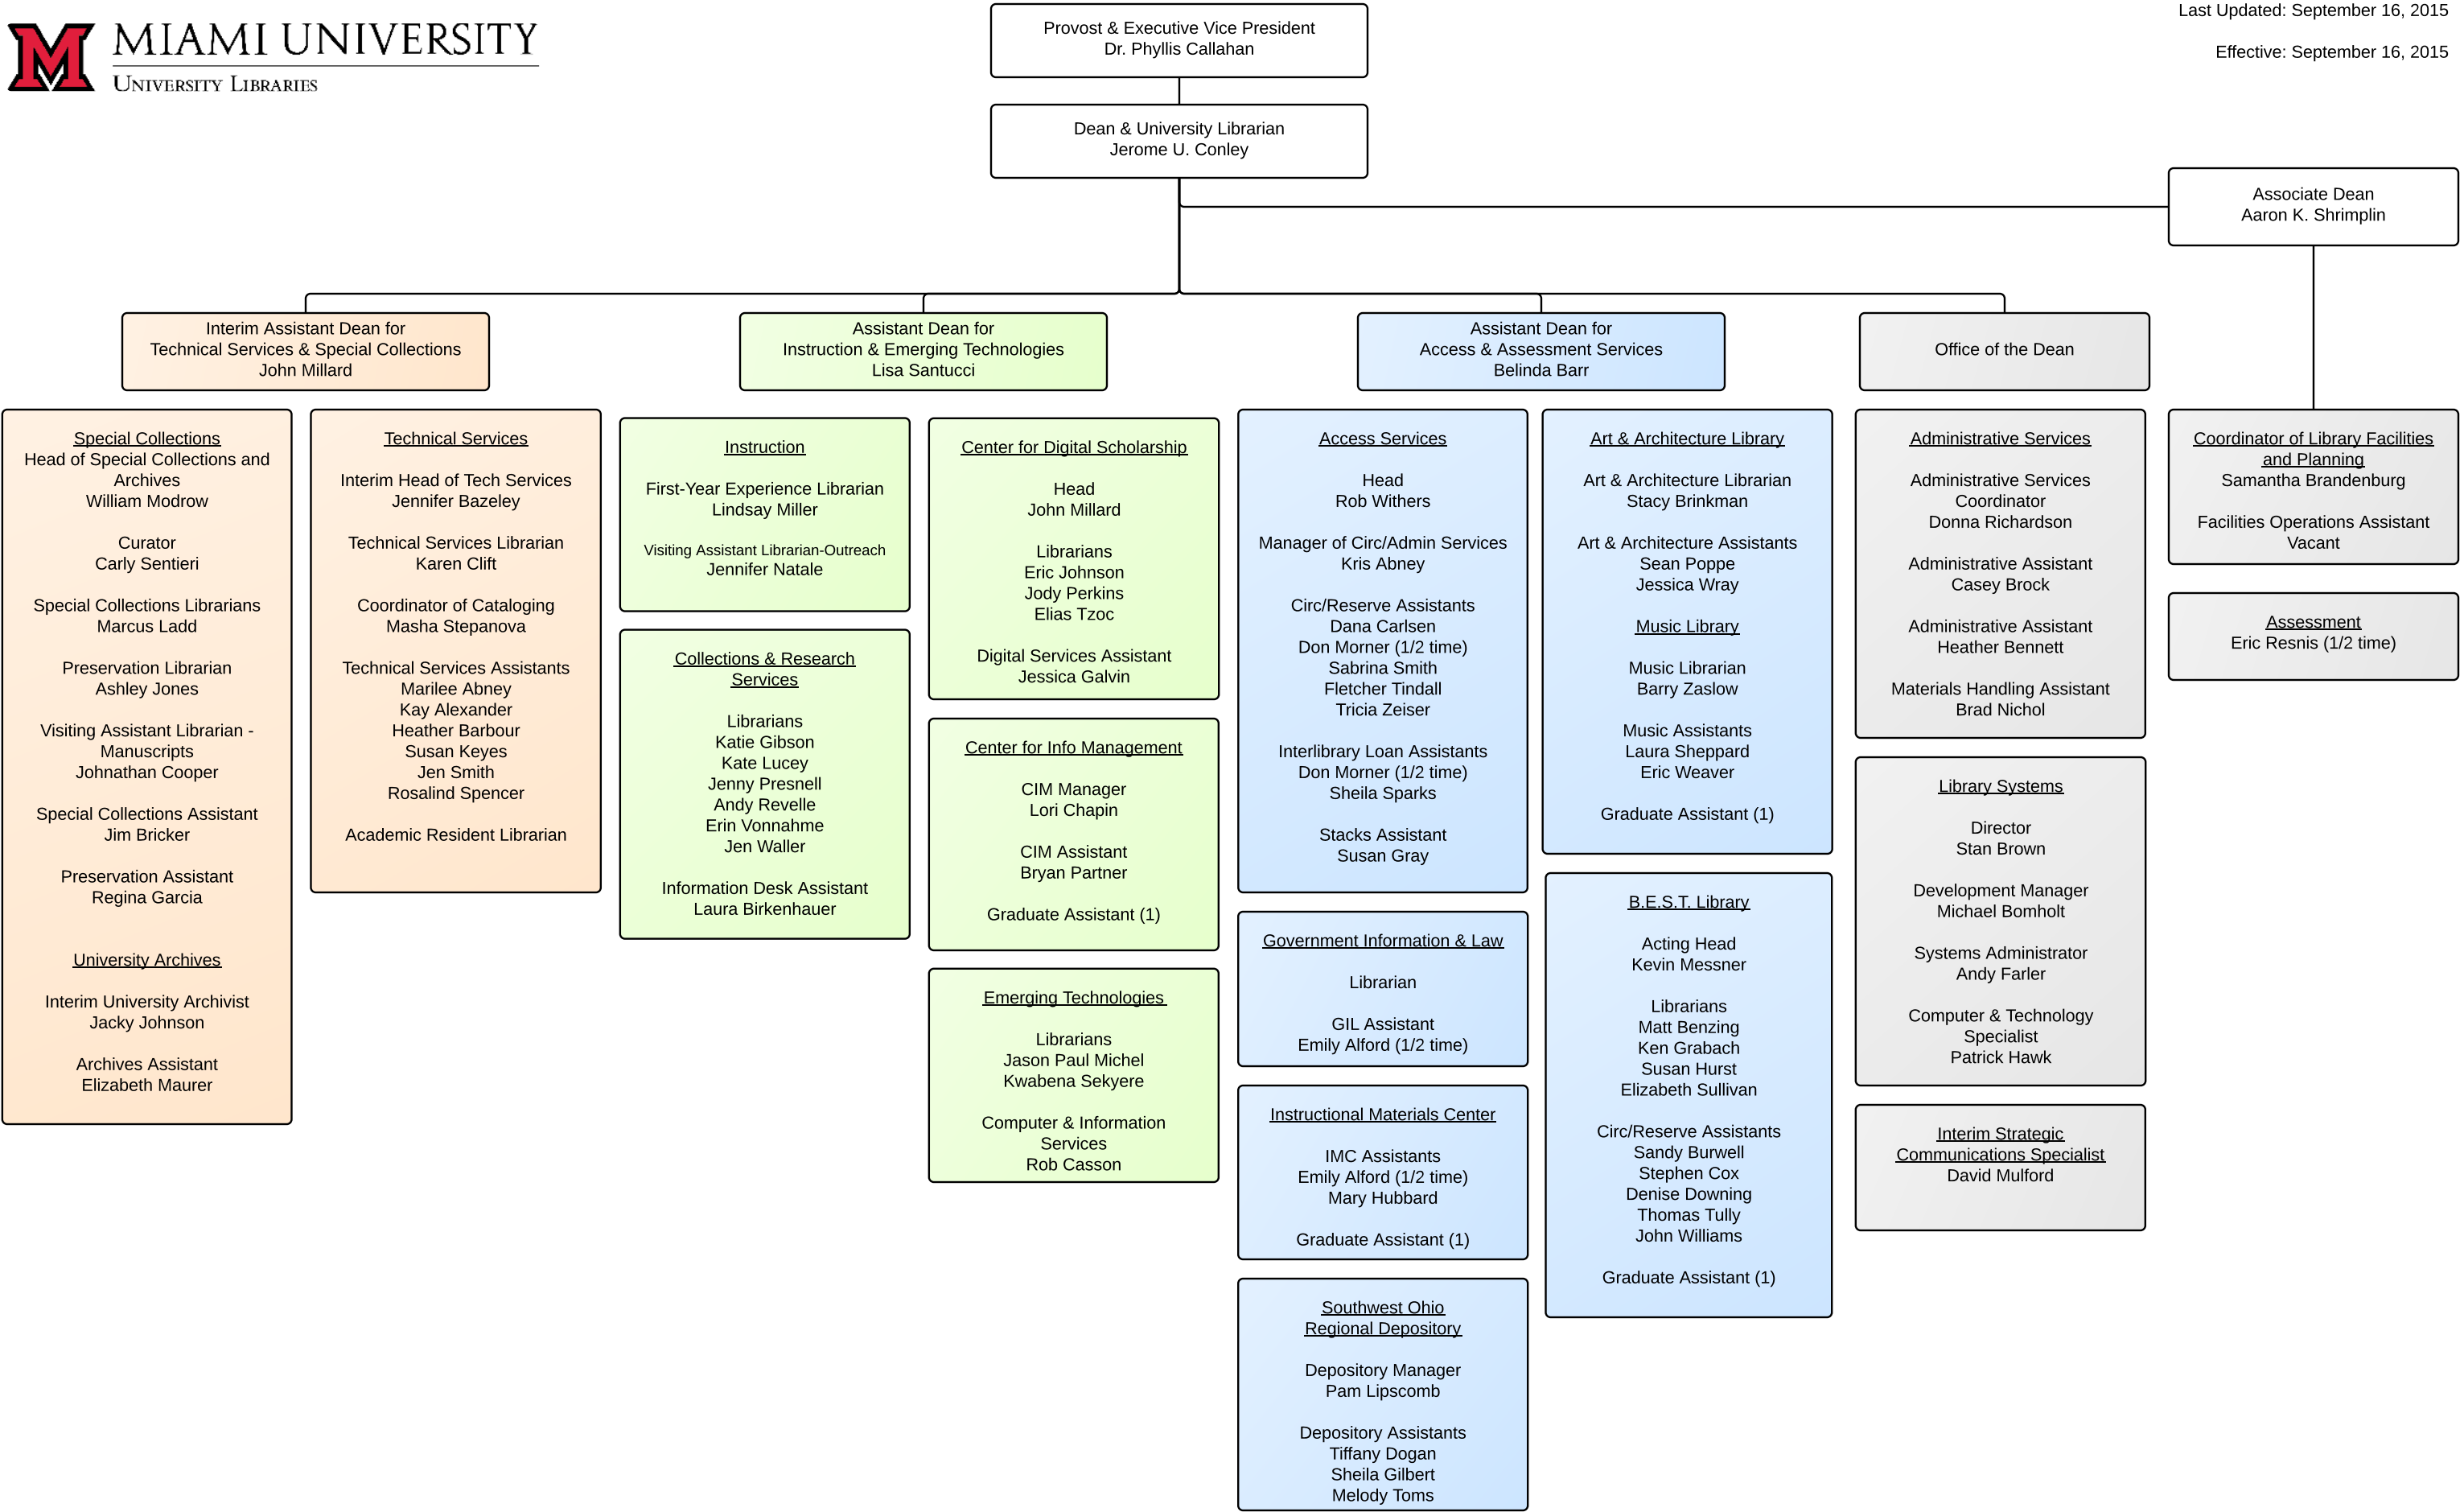 MIAMI UNIVERSITY
UNIVERSITY LIBRARIES
Provost & Executive Vice President
Dr. Phyllis Callahan
Last Updated: September 16, 2015
Effective: September 16, 2015
Dean & University Librarian
Jerome U. Conley
Associate Dean
Aaron K. Shrimplin
Interim Assistant Dean for
Technical Services & Special Collections
John Millard
Assistant Dean for
Instruction & Emerging Technologies
Lisa Santucci
Assistant Dean for
Access & Assessment Services
Belinda Barr
Office of the Dean
Special Collections
Head of Special Collections and
Archives
William Modrow
Curator
Carly Sentieri
Special Collections Librarians
Marcus Ladd
Preservation Librarian
Ashley Jones
Visiting Assistant Librarian -
Manuscripts
Johnathan Cooper
Special Collections Assistant
Jim Bricker
Preservation Assistant
Regina Garcia
University Archives
Interim University Archivist
Jacky Johnson
Archives Assistant
Elizabeth Maurer
Technical Services
Interim Head of Tech Services
Jennifer Bazeley
Technical Services Librarian
Karen Clift
Coordinator of Cataloging
Masha Stepanova
Technical Services Assistants
Marilee Abney
Kay Alexander
Heather Barbour
Susan Keyes
Jen Smith
Rosalind Spencer
Academic Resident Librarian
Instruction
First-Year Experience Librarian
Lindsay Miller
Visiting Assistant Librarian-Outreach
Jennifer Natale
Collections & Research
Services
Librarians
Katie Gibson
Kate Lucey
Jenny Presnell
Andy Revelle
Erin Vonnahme
Jen Waller
Information Desk Assistant
Laura Birkenhauer
Center for Digital Scholarship
Head
John Millard
Librarians
Eric Johnson
Jody Perkins
Elias Tzoc
Digital Services Assistant
Jessica Galvin
Center for Info Management
CIM Manager
Lori Chapin
CIM Assistant
Bryan Partner
Graduate Assistant (1)
Emerging Technologies
Librarians
Jason Paul Michel
Kwabena Sekyere
Computer & Information
Services
Rob Casson
Access Services
Head
Rob Withers
Manager of Circ/Admin Services
Kris Abney
Circ/Reserve Assistants
Dana Carlsen
Don Morner (1/2 time)
Sabrina Smith
Fletcher Tindall
Tricia Zeiser
Interlibrary Loan Assistants
Don Morner (1/2 time)
Sheila Sparks
Stacks Assistant
Susan Gray
Government Information & Law
Librarian
GIL Assistant
Emily Alford (1/2 time)
Instructional Materials Center
IMC Assistants
Emily Alford (1/2 time)
Mary Hubbard
Graduate Assistant (1)
Southwest Ohio
Regional Depository
Depository Manager
Pam Lipscomb
Depository Assistants
Tiffany Dogan
Sheila Gilbert
Melody Toms
Art & Architecture Library
Art & Architecture Librarian
Stacy Brinkman
Art & Architecture Assistants
Sean Poppe
Jessica Wray
Music Library
Music Librarian
Barry Zaslow
Music Assistants
Laura Sheppard
Eric Weaver
Graduate Assistant (1)
B.E.S.T. Library
Acting Head
Kevin Messner
Librarians
Matt Benzing
Ken Grabach
Susan Hurst
Elizabeth Sullivan
Circ/Reserve Assistants
Sandy Burwell
Stephen Cox
Denise Downing
Thomas Tully
John Williams
Graduate Assistant (1)
Administrative Services
Administrative Services
Coordinator
Donna Richardson
Administrative Assistant
Casey Brock
Administrative Assistant
Heather Bennett
Materials Handling Assistant
Brad Nichol
Library Systems
Director
Stan Brown
Development Manager
Michael Bomholt
Systems Administrator
Andy Farler
Computer & Technology
Specialist
Patrick Hawk
Interim Strategic
Communications Specialist
David Mulford
Coordinator of Library Facilities
and Planning
Samantha Brandenburg
Facilities Operations Assistant
Vacant
Assessment
Eric Resnis (1/2 time)